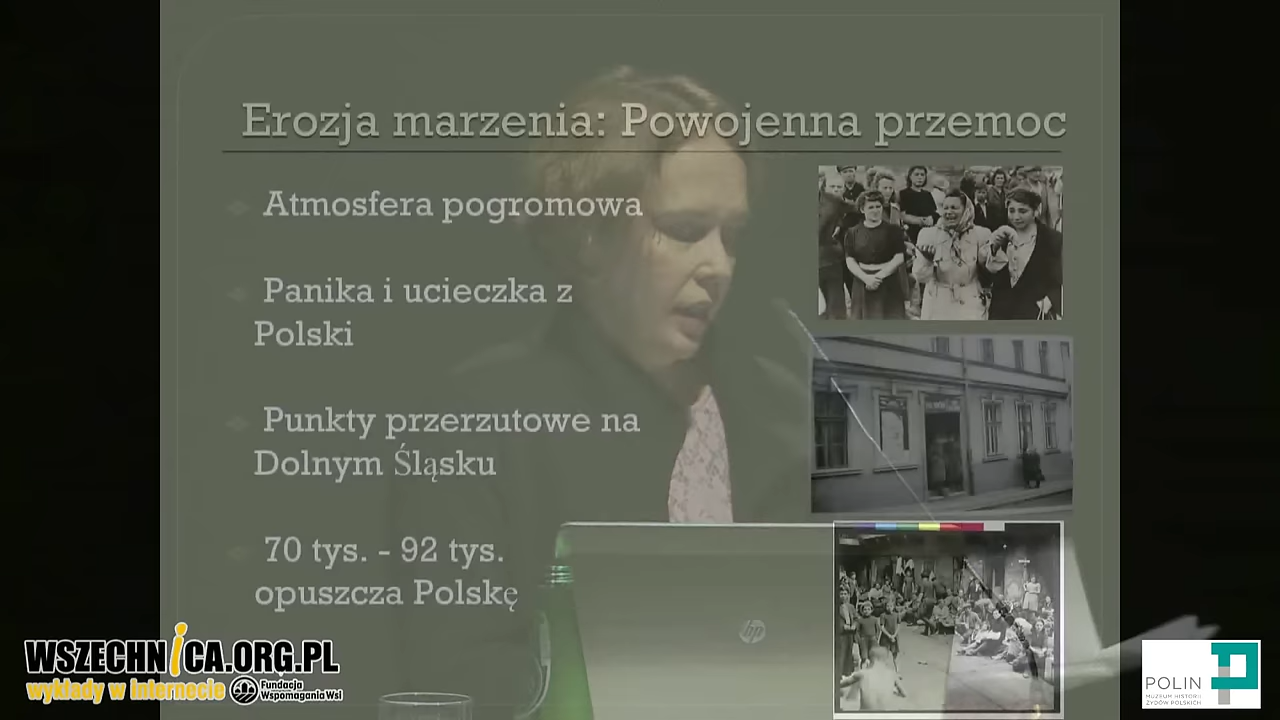 Erozja marzenia: Powojenna przemoc
Atmosfera pogromowa
Panika i ucieczka z
Polski
Punkty przerzutowe na
Dolnym Śląsku
70 tys. - 92 tys.
opuszcza Polskę
hp
WSZECHNiCA.ORG.PL
wykłady w internecie
Fundacja
Wspomagania Wsi
POLIN
MUZEUM HISTORII
ŻYDÓW POLSKICH